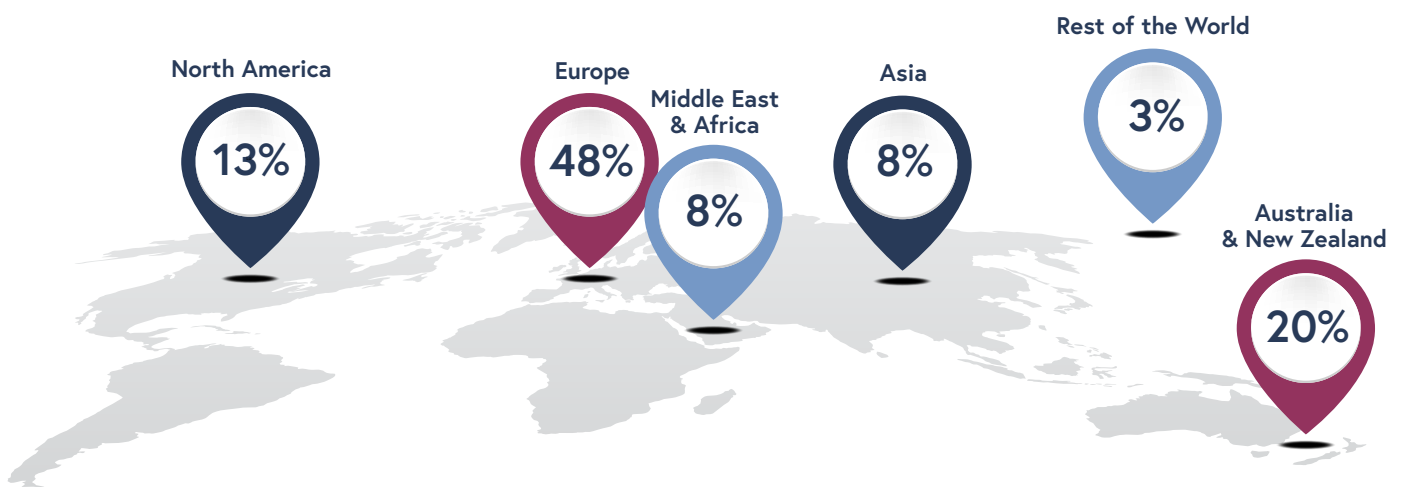 North America
13%
Europe
48%
Middle East
& Africa
8%
Asia
8%
Rest of the World
3%
Australia
& New Zealand
20%